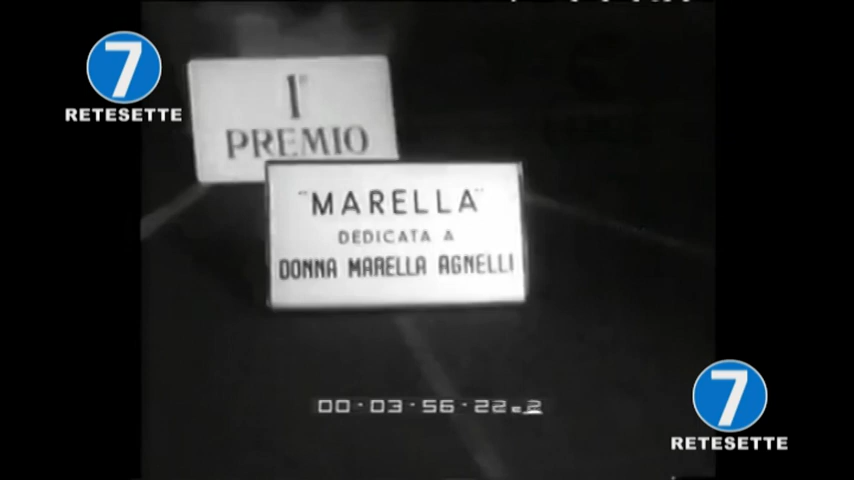 7
RETESETTE
1°
PREMIO
"MARELLA"
DEDICATA A
DONNA MARELLA AGNELLI
00·03·56·22
7
RETESETTE